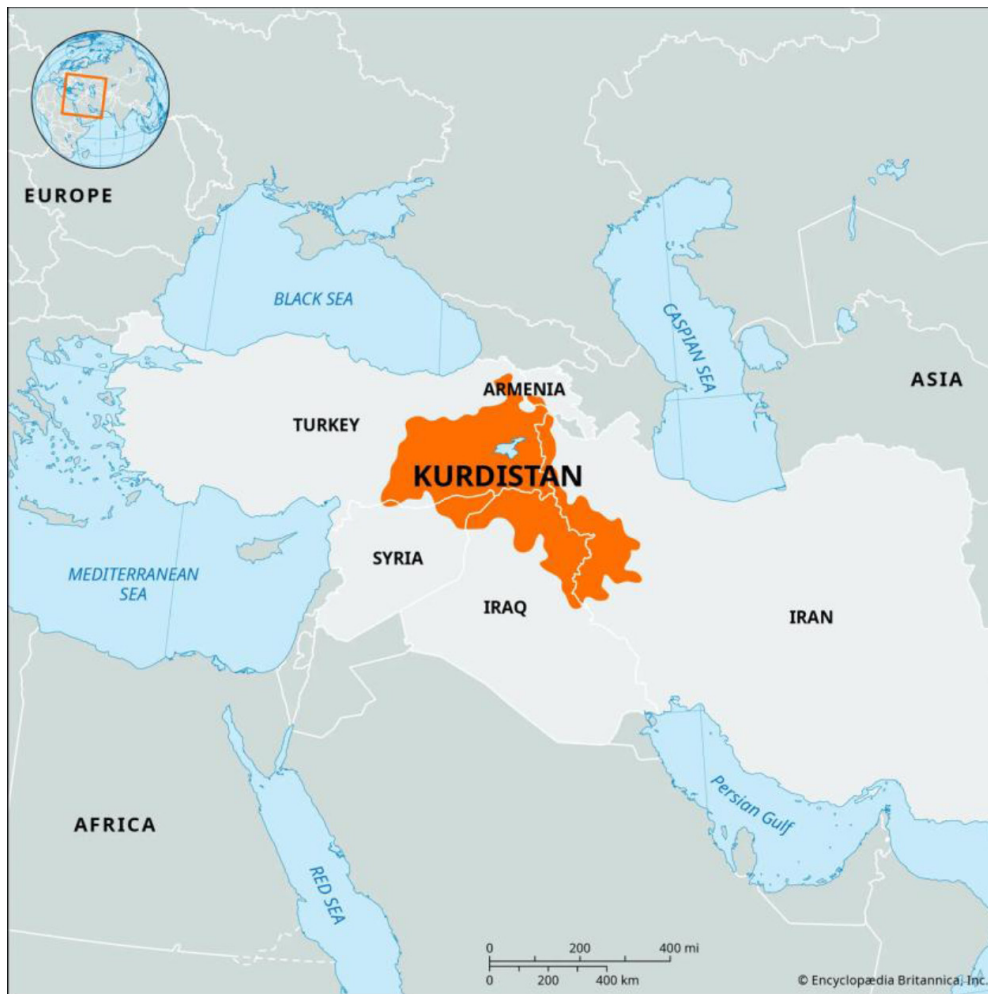 EUROPE
BLACK SEA
CASPIAN SEA
ASIA
ARMENIA
TURKEY
KURDISTAN
SYRIA
MEDITERRANEAN
SEA
IRAQ
IRAN
AFRICA
Persian Gulf
RED SEA
0 200 400 mi
0 200 400 km
© Encyclopædia Britannica, Inc.